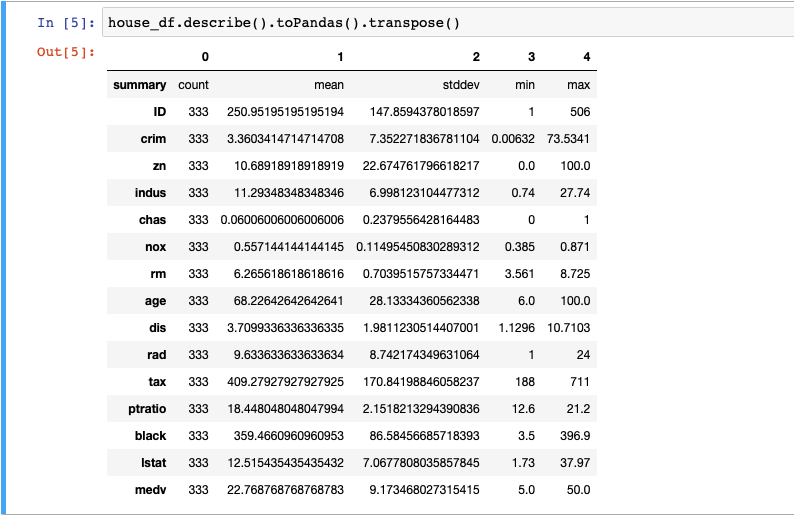 In [5]: house_df.describe().toPandas().transpose()
Out[5]:
0 1 2 3 4
summary count mean stddev min max
ID 333 250.95195195195194 147.8594378018597 1 506
crim 333 3.3603414714714708 7.352271836781104 0.00632 73.5341
zn 333 10.68918918918919 22.674761796618217 0.0 100.0
indus 333 11.29348348348346 6.998123104477312 0.74 27.74
chas 333 0.06006006006006006 0.2379556428164483 0 1
nox 333 0.557144144144145 0.11495450830289312 0.385 0.871
rm 333 6.265618618618616 0.7039515757334471 3.561 8.725
age 333 68.22642642642641 28.13334360562338 6.0 100.0
dis 333 3.7099336336336335 1.9811230514407001 1.1296 10.7103
rad 333 9.633633633633634 8.742174349631064 1 24
tax 333 409.27927927927925 170.84198846058237 188 711
ptratio 333 18.448048048047994 2.1518213294390836 12.6 21.2
black 333 359.4660960960953 86.58456685718393 3.5 396.9
lstat 333 12.515435435435432 7.0677808035857845 1.73 37.97
medv 333 22.768768768768783 9.173468027315415 5.0 50.0